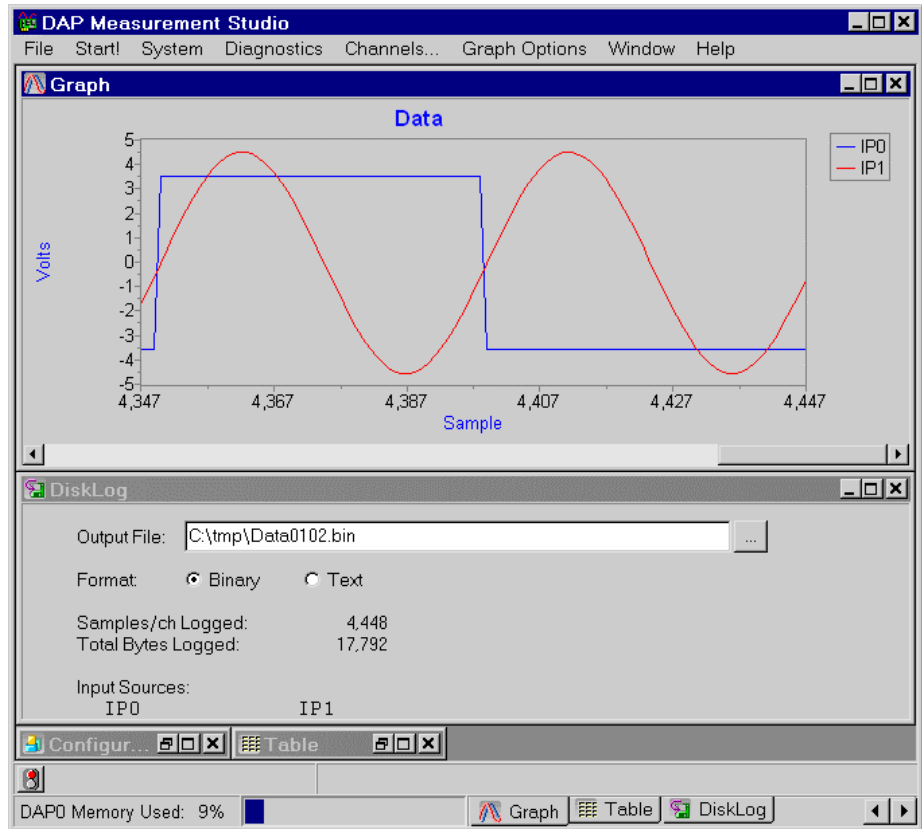 DAP Measurement Studio
File Start! System Diagnostics Channels... Graph Options Window Help
Graph
Data
IP0
IP1
5
4
3
2
1
0
-1
-2
-3
-4
-5
Volts
4,347 4,367 4,387 4,407 4,427 4,447
Sample
DiskLog
Output File: C:\tmp\Data0102.bin ...
Format: Binary Text
Samples/ch Logged: 4,448
Total Bytes Logged: 17,792
Input Sources:
IP0 IP1
Configur... Table
DAP0 Memory Used: 9% Graph Table DiskLog